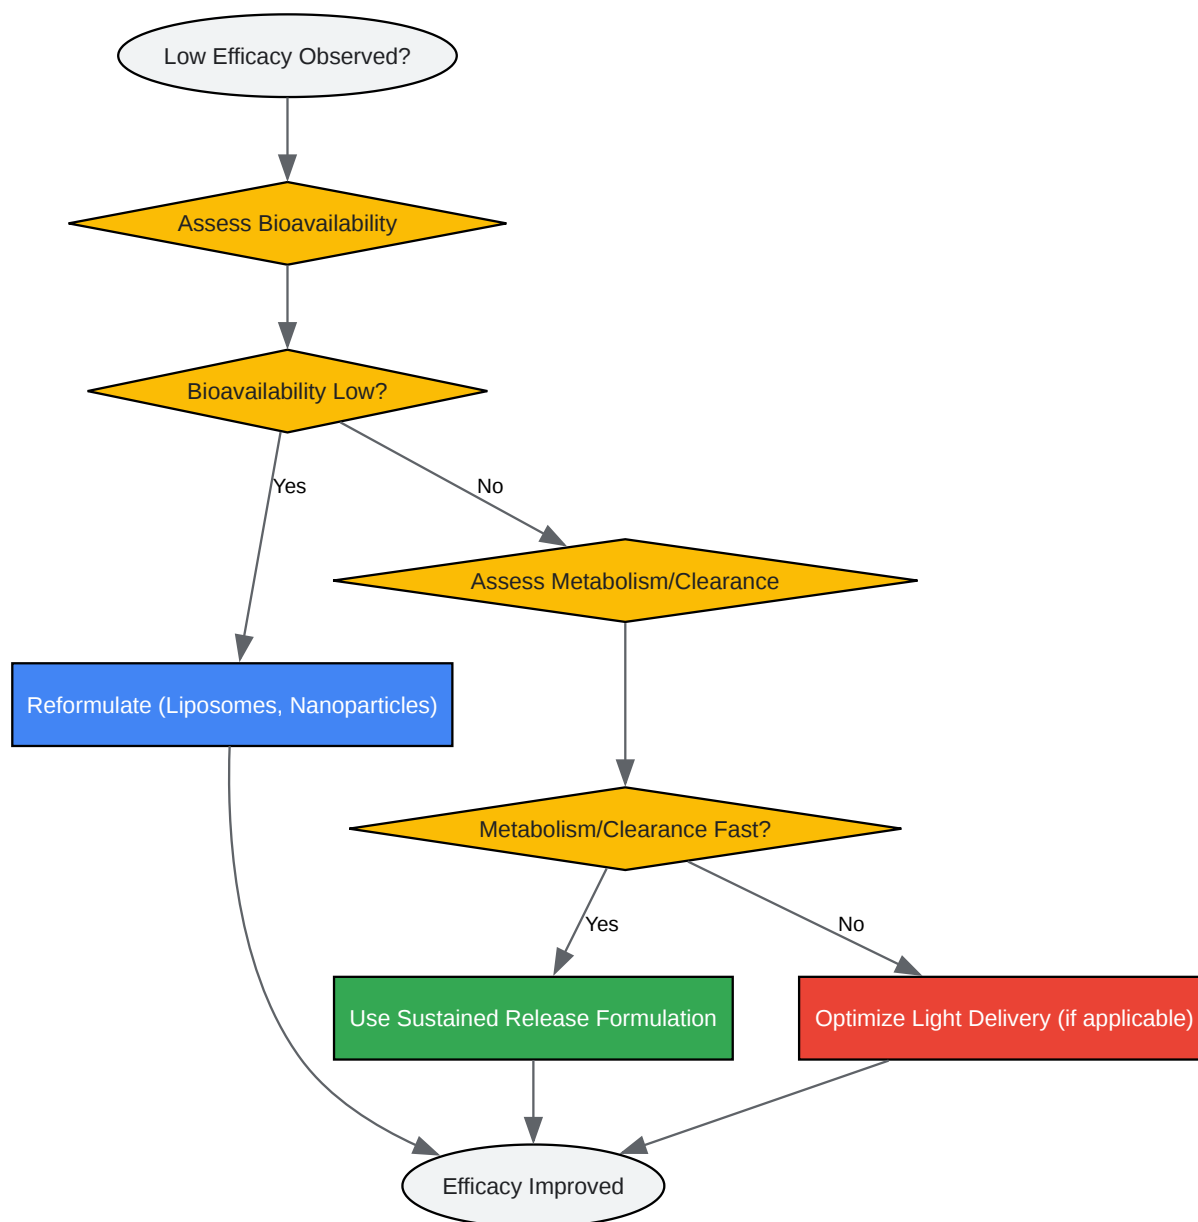 Low Efficacy Observed?
Assess Bioavailability
Bioavailability Low?
Yes
No
Assess Metabolism/Clearance
Reformulate (Liposomes, Nanoparticles)
Metabolism/Clearance Fast?
Yes
No
Use Sustained Release Formulation
Optimize Light Delivery (if applicable)
Efficacy Improved